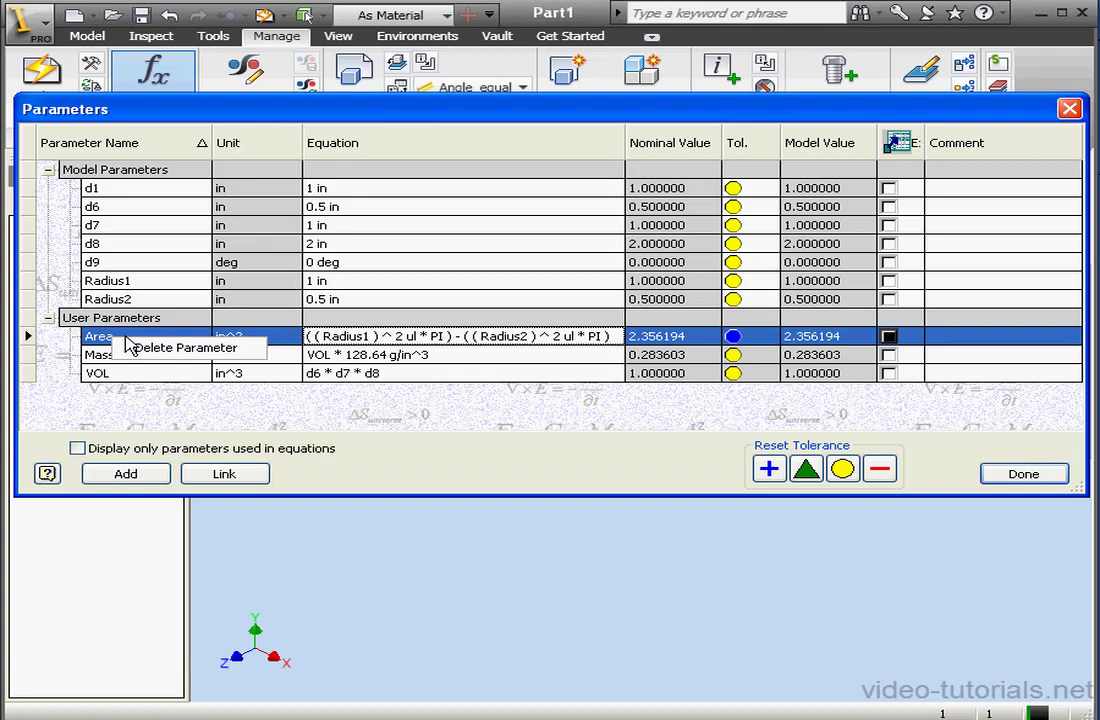 PRO
As Material
Part1
Type a keyword or phrase
Model Inspect Tools Manage View Environments Vault Get Started
fx
Angle_equal
Parameters
Parameter Name Unit Equation Nominal Value Tol. Model Value E: Comment
Model Parameters
d1 in 1 in 1.000000 1.000000
d6 in 0.5 in 0.500000 0.500000
d7 in 1 in 1.000000 1.000000
d8 in 2 in 2.000000 2.000000
d9 deg 0 deg 0.000000 0.000000
Radius1 in 1 in 1.000000 1.000000
Radius2 in 0.5 in 0.500000 0.500000
User Parameters
Area ( ( Radius1 ) ^ 2 ul * PI ) - ( ( Radius2 ) ^ 2 ul * PI ) 2.356194 2.356194
Delete Parameter
Mass VOL * 128.64 g/in^3 0.283603 0.283603
VOL in^3 d6 * d7 * d8 1.000000 1.000000
Display only parameters used in equations
Reset Tolerance
Add Link Done
Y
Z X
video-tutorials.net
1 1